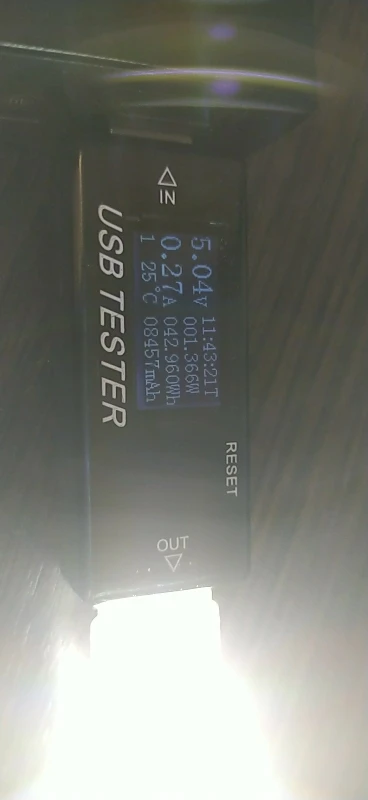 IN
5.04V 11:43:21T
001.366W
0.27A 042.960Wh
1 25°C 08457mAh
USB TESTER
RESET
OUT